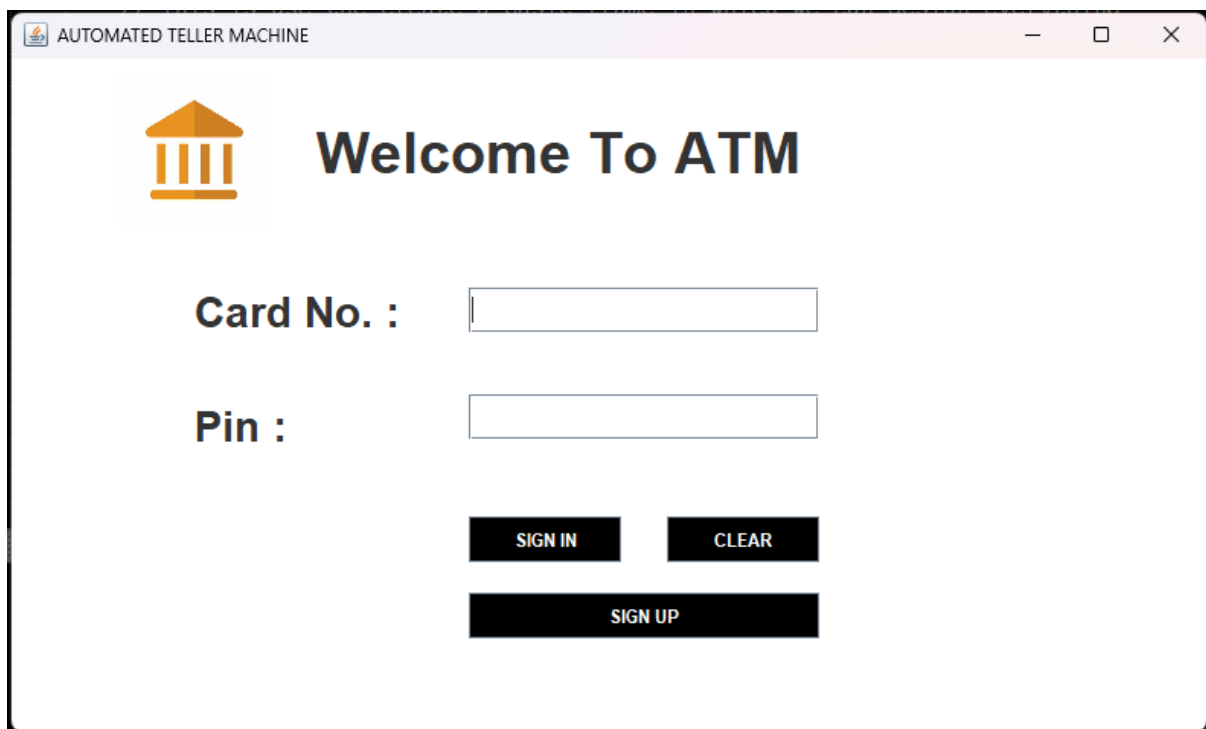 AUTOMATED TELLER MACHINE
Welcome To ATM
Card No. :
Pin :
SIGN IN CLEAR
SIGN UP